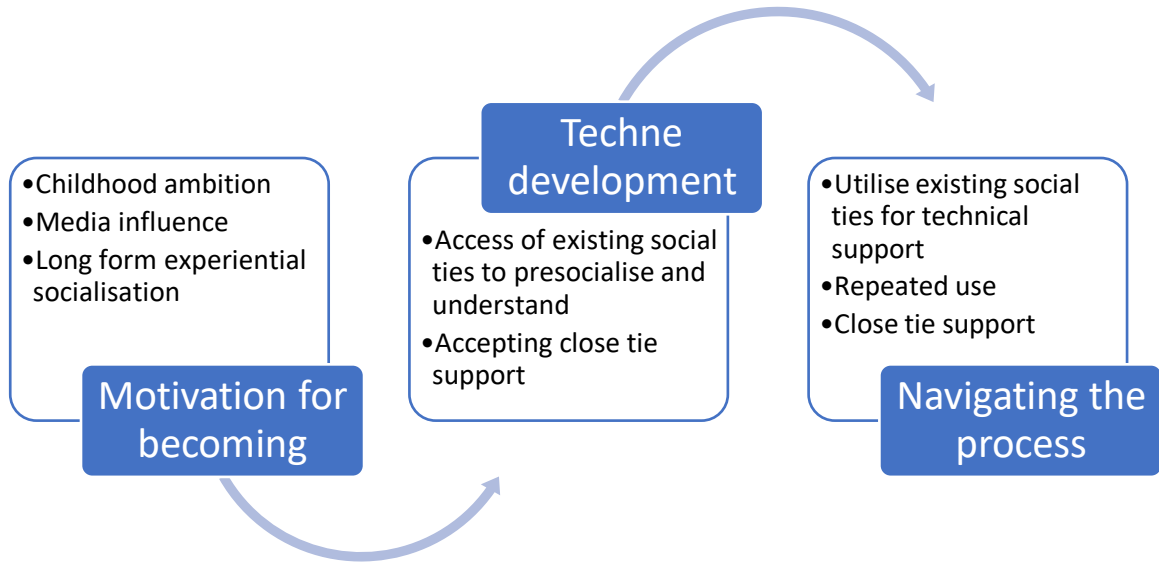 •Childhood ambition
•Media influence
•Long form experiential
socialisation
Motivation for
becoming
Techne
development
•Access of existing social
ties to presocialise and
understand
•Accepting close tie
support
•Utilise existing social
ties for technical
support
•Repeated use
•Close tie support
Navigating the
process